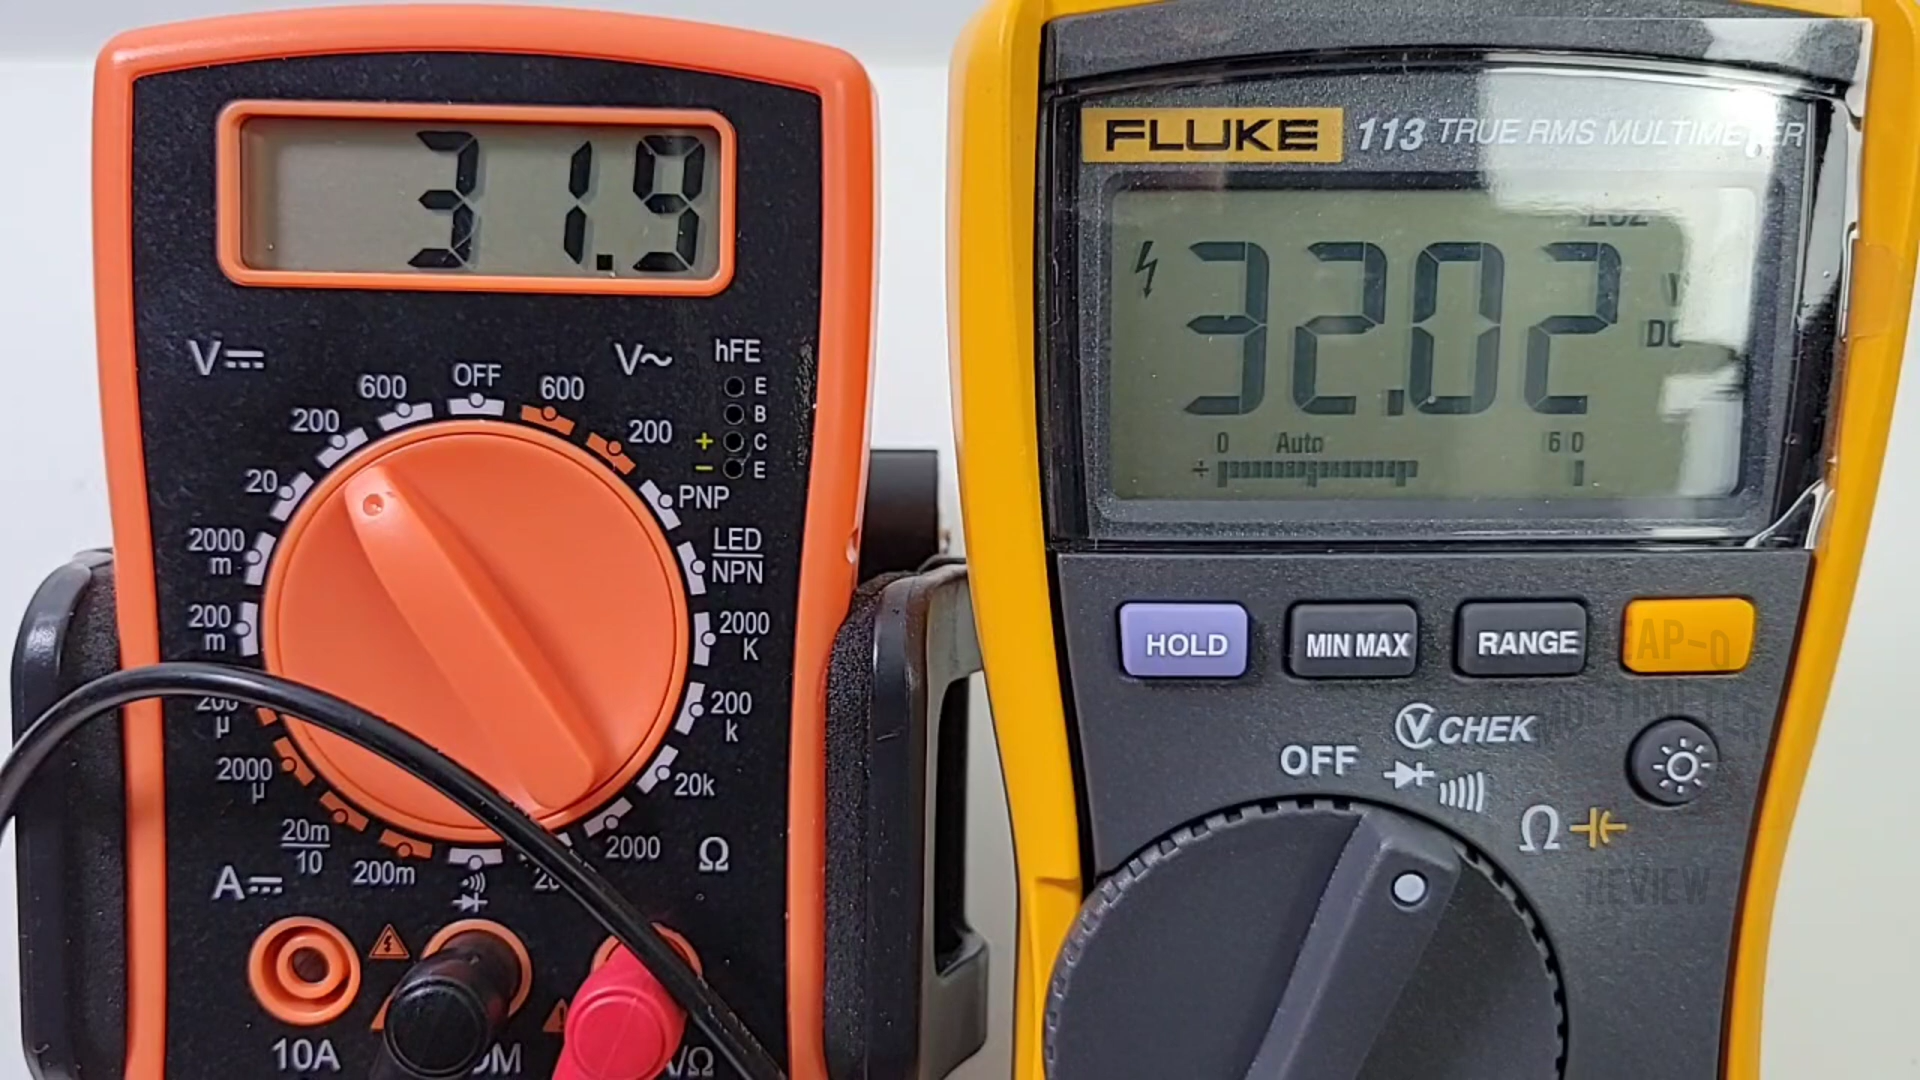 31.9
V⎓
V~
hFE
E
B
+ C
− E
OFF
600
600
200
200
20
PNP
2000
m
LED
NPN
200
m
2000
K
200
μ
200
k
2000
μ
20k
20m
10
200m
2000
Ω
A⎓
10A
FLUKE 113 TRUE RMS MULTIMETER
32.02
DC
0 Auto 60
+
HOLD
MIN MAX
RANGE
V CHEK
OFF
Ω
REVIEW